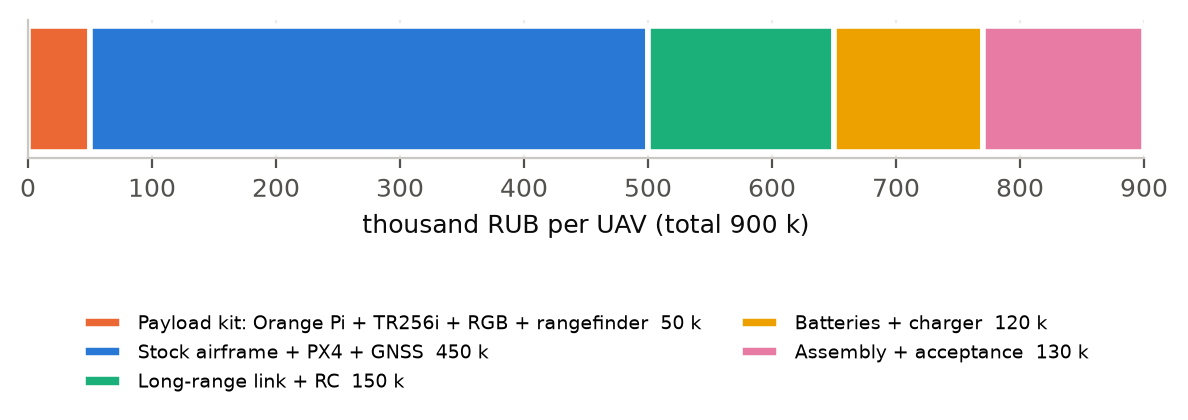 0 100 200 300 400 500 600 700 800 900
thousand RUB per UAV (total 900 k)
Payload kit: Orange Pi + TR256i + RGB + rangefinder  50 k
Stock airframe + PX4 + GNSS  450 k
Long-range link + RC  150 k
Batteries + charger  120 k
Assembly + acceptance  130 k